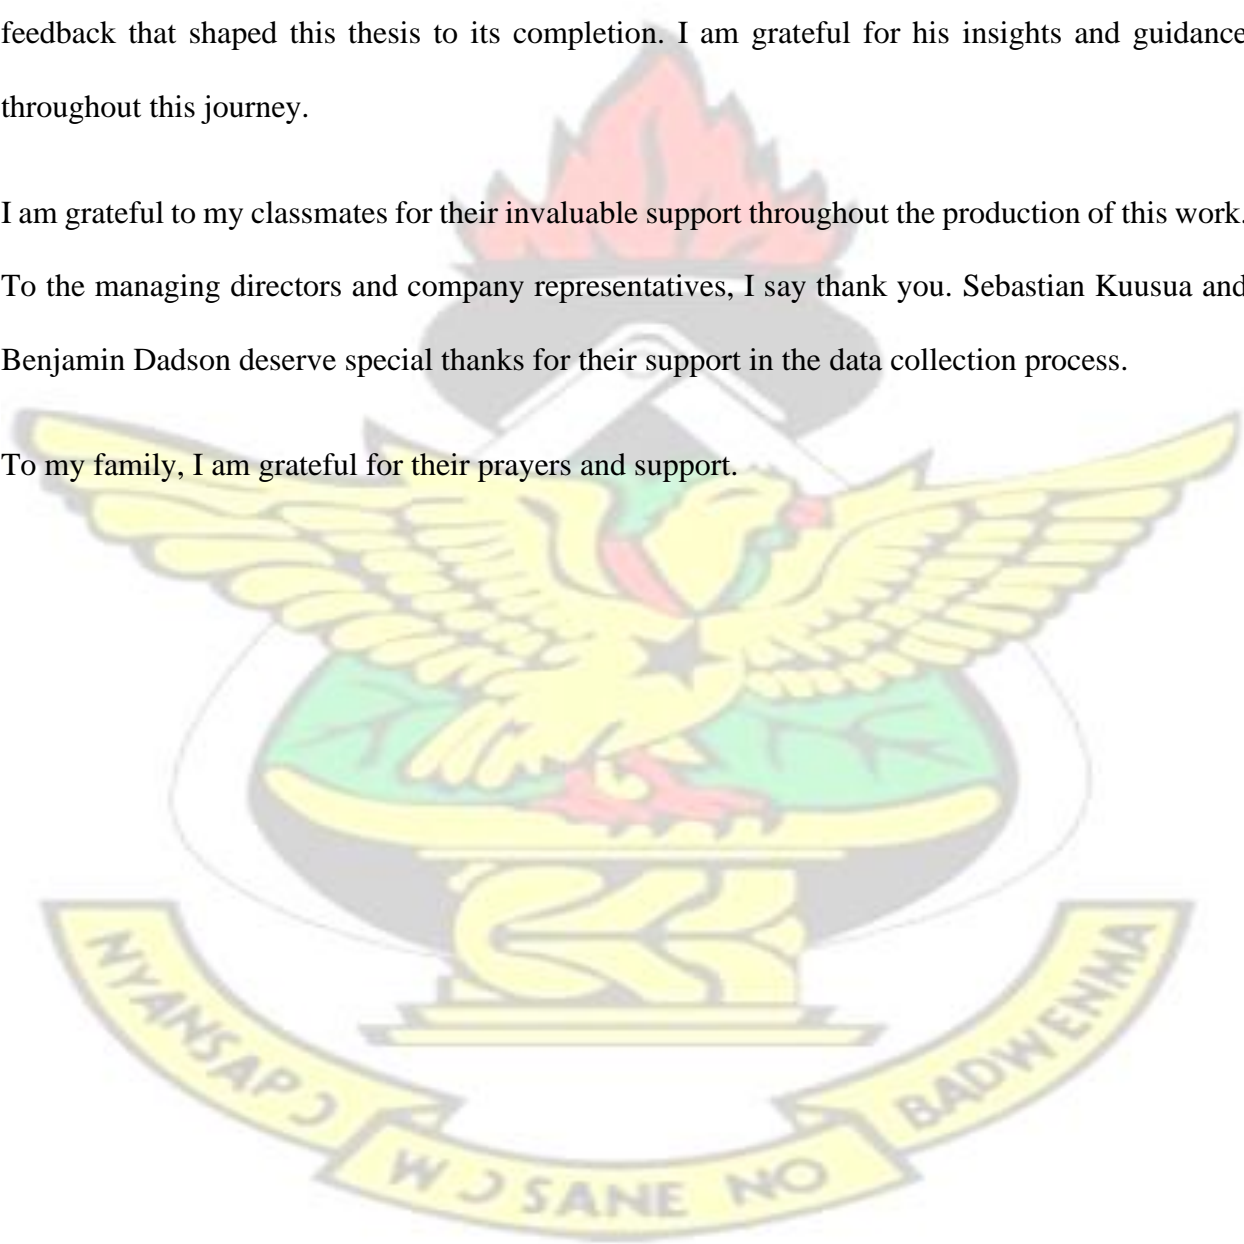 feedback that shaped this thesis to its completion. I am grateful for his insights and guidance
throughout this journey.
I am grateful to my classmates for their invaluable support throughout the production of this work.
To the managing directors and company representatives, I say thank you. Sebastian Kuusua and
Benjamin Dadson deserve special thanks for their support in the data collection process.
To my family, I am grateful for their prayers and support.
NYANSAPƆ
WƆSANE NO
BADWENMA